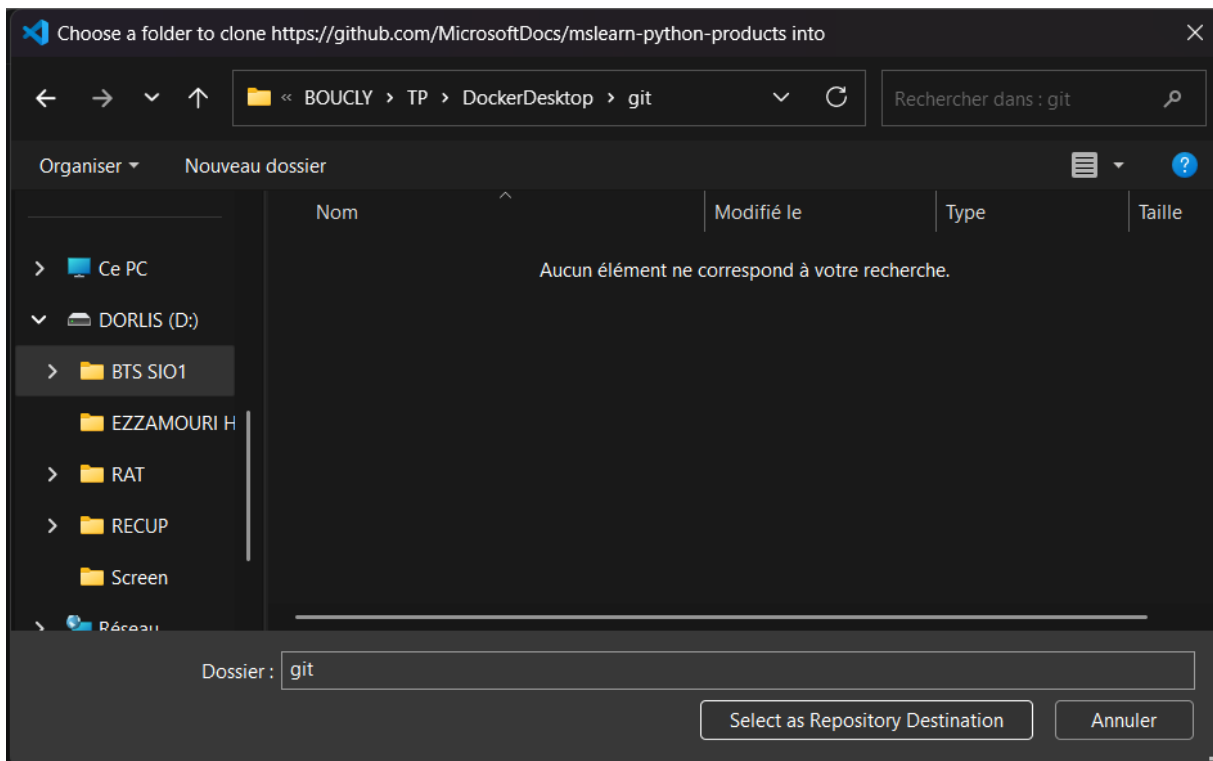 Choose a folder to clone https://github.com/MicrosoftDocs/mslearn-python-products into
« BOUCLY > TP > DockerDesktop > git
Rechercher dans : git
Organiser
Nouveau dossier
?
Nom
Modifié le
Type
Taille
Aucun élément ne correspond à votre recherche.
Ce PC
DORLIS (D:)
BTS SIO1
EZZAMOURI H
RAT
RECUP
Screen
Réseau
Dossier : git
Select as Repository Destination
Annuler